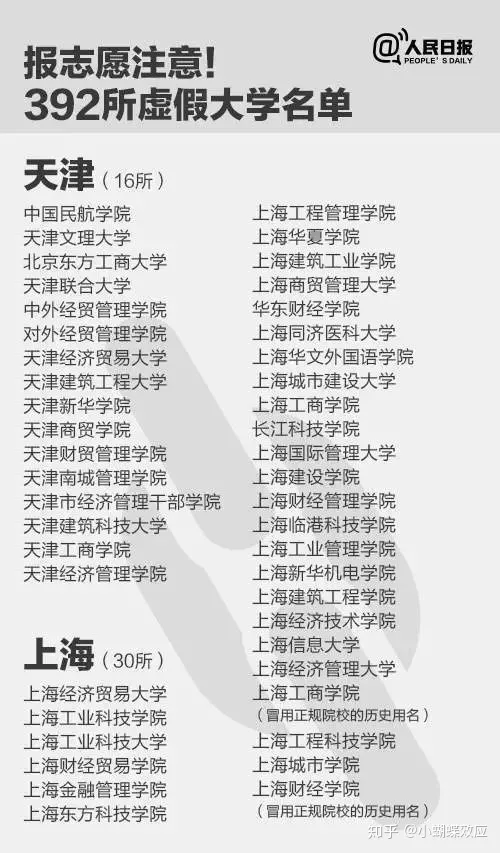 @人民日报
PEOPLE'S DAILY
报志愿注意!
392所虚假大学名单
天津（16所）
中国民航学院
天津文理大学
北京东方工商大学
天津联合大学
中外经贸管理学院
对外经贸管理学院
天津经济贸易大学
天津建筑工程大学
天津新华学院
天津商贸学院
天津财贸管理学院
天津南城管理学院
天津市经济管理干部学院
天津建筑科技大学
天津工商学院
天津经济管理学院
上海（30所）
上海经济贸易大学
上海工业科技学院
上海工业科技大学
上海财经贸易学院
上海金融管理学院
上海东方科技学院
上海工程管理学院
上海华夏学院
上海建筑工业学院
上海商贸管理大学
华东财经学院
上海同济医科大学
上海华文外国语学院
上海城市建设大学
上海工商学院
长江科技学院
上海国际管理大学
上海建设学院
上海财经管理学院
上海临港科技学院
上海工业管理学院
上海新华机电学院
上海建筑工程学院
上海经济技术学院
上海信息大学
上海经济管理大学
上海工商学院
（冒用正规院校的历史用名）
上海工程科技学院
上海城市学院
上海财经学院
（冒用正规院校的历史用名）
知乎 @小蝴蝶效应